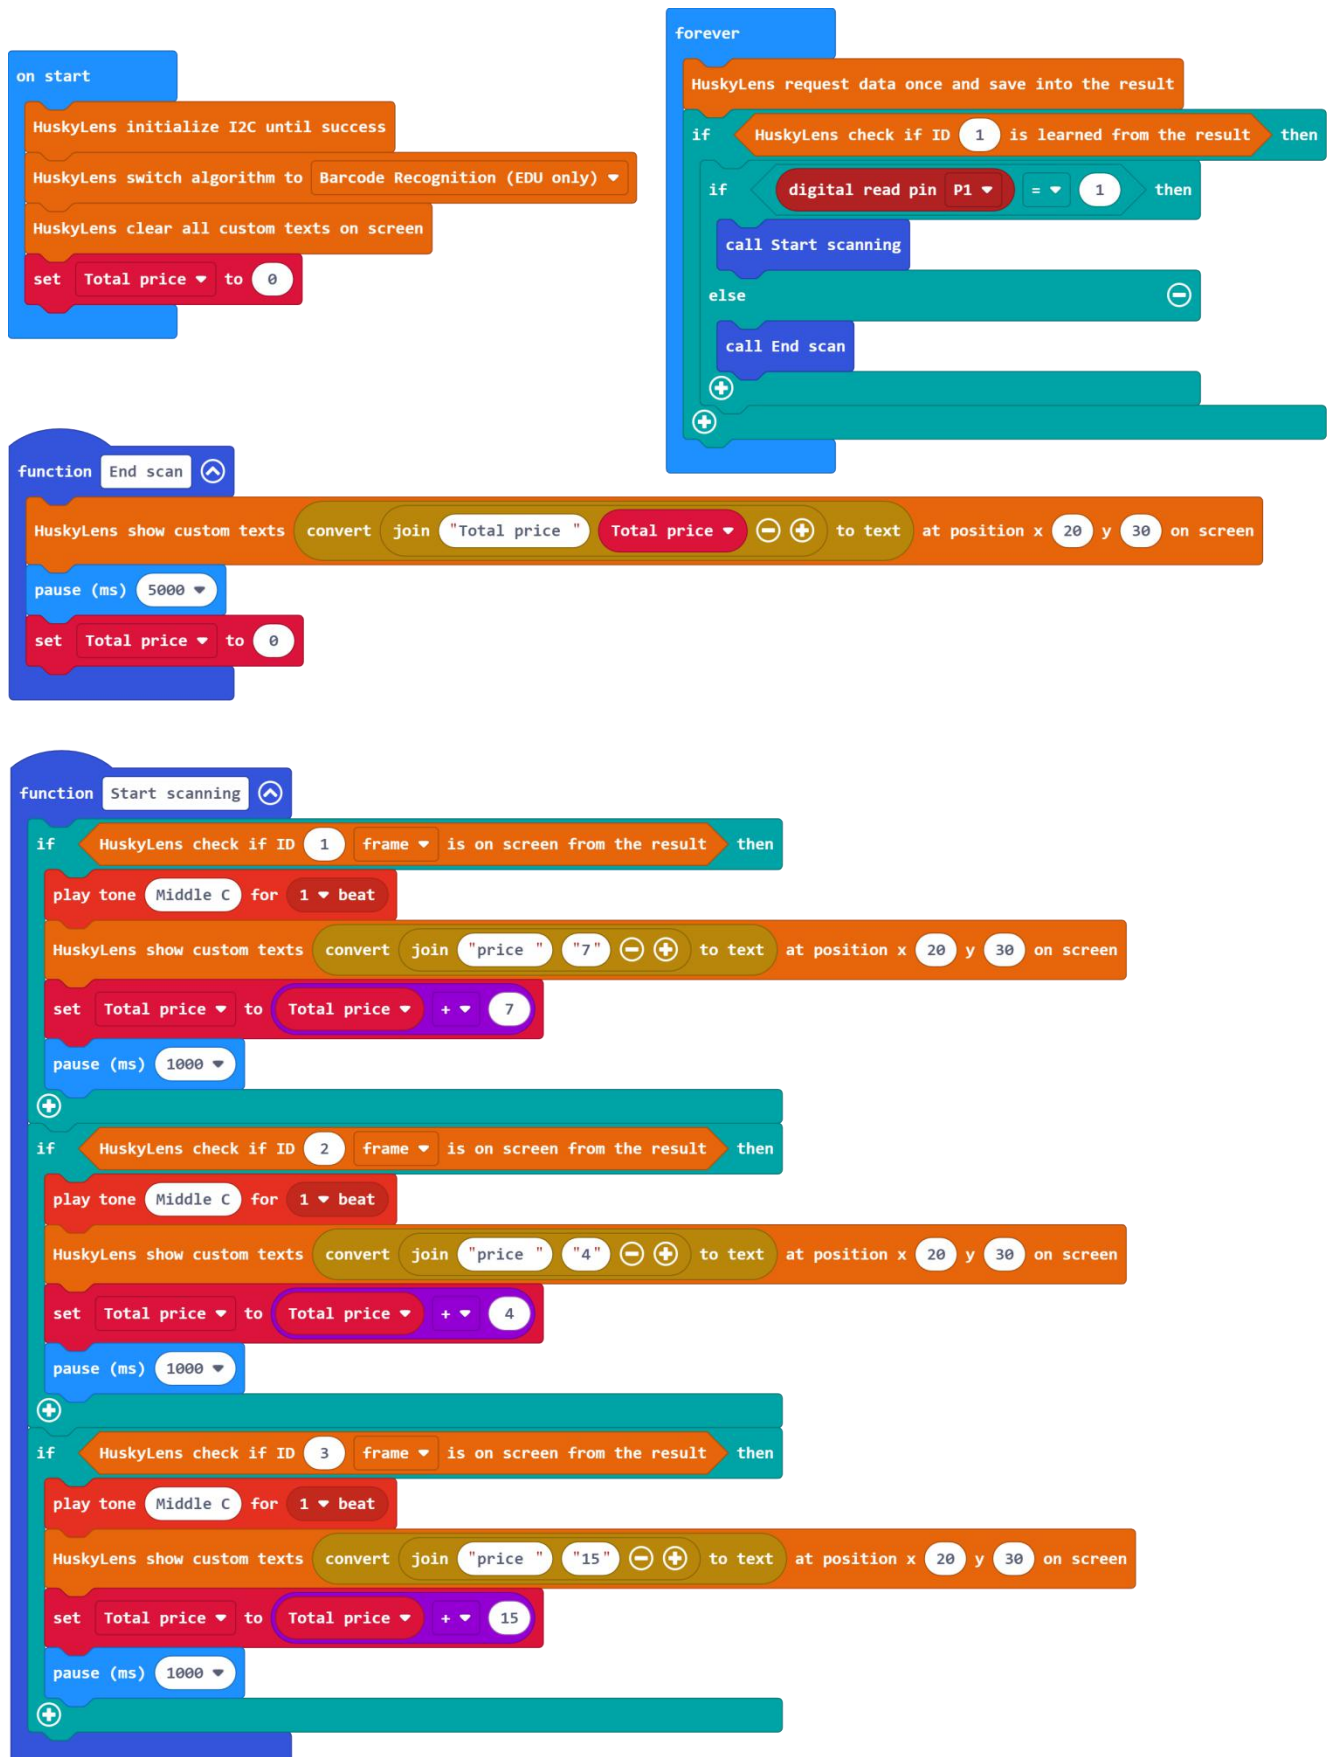 on start
HuskyLens initialize I2C until success
HuskyLens switch algorithm to Barcode Recognition (EDU only)
HuskyLens clear all custom texts on screen
set Total price to 0
forever
HuskyLens request data once and save into the result
if HuskyLens check if ID 1 is learned from the result then
if digital read pin P1 = 1 then
call Start scanning
else
call End scan
function End scan
HuskyLens show custom texts convert join "Total price " Total price to text at position x 20 y 30 on screen
pause (ms) 5000
set Total price to 0
function Start scanning
if HuskyLens check if ID 1 frame is on screen from the result then
play tone Middle C for 1 beat
HuskyLens show custom texts convert join "price " "7" to text at position x 20 y 30 on screen
set Total price to Total price + 7
pause (ms) 1000
if HuskyLens check if ID 2 frame is on screen from the result then
play tone Middle C for 1 beat
HuskyLens show custom texts convert join "price " "4" to text at position x 20 y 30 on screen
set Total price to Total price + 4
pause (ms) 1000
if HuskyLens check if ID 3 frame is on screen from the result then
play tone Middle C for 1 beat
HuskyLens show custom texts convert join "price " "15" to text at position x 20 y 30 on screen
set Total price to Total price + 15
pause (ms) 1000